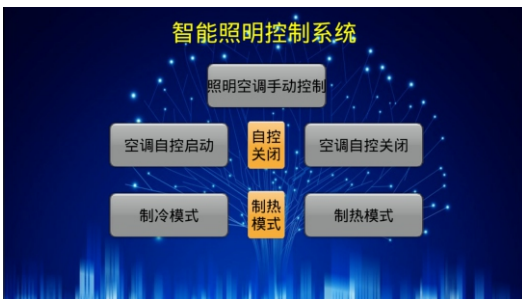 智能照明控制系统
照明空调手动控制
空调自控启动
自控
关闭
空调自控关闭
制冷模式
制热
模式
制热模式